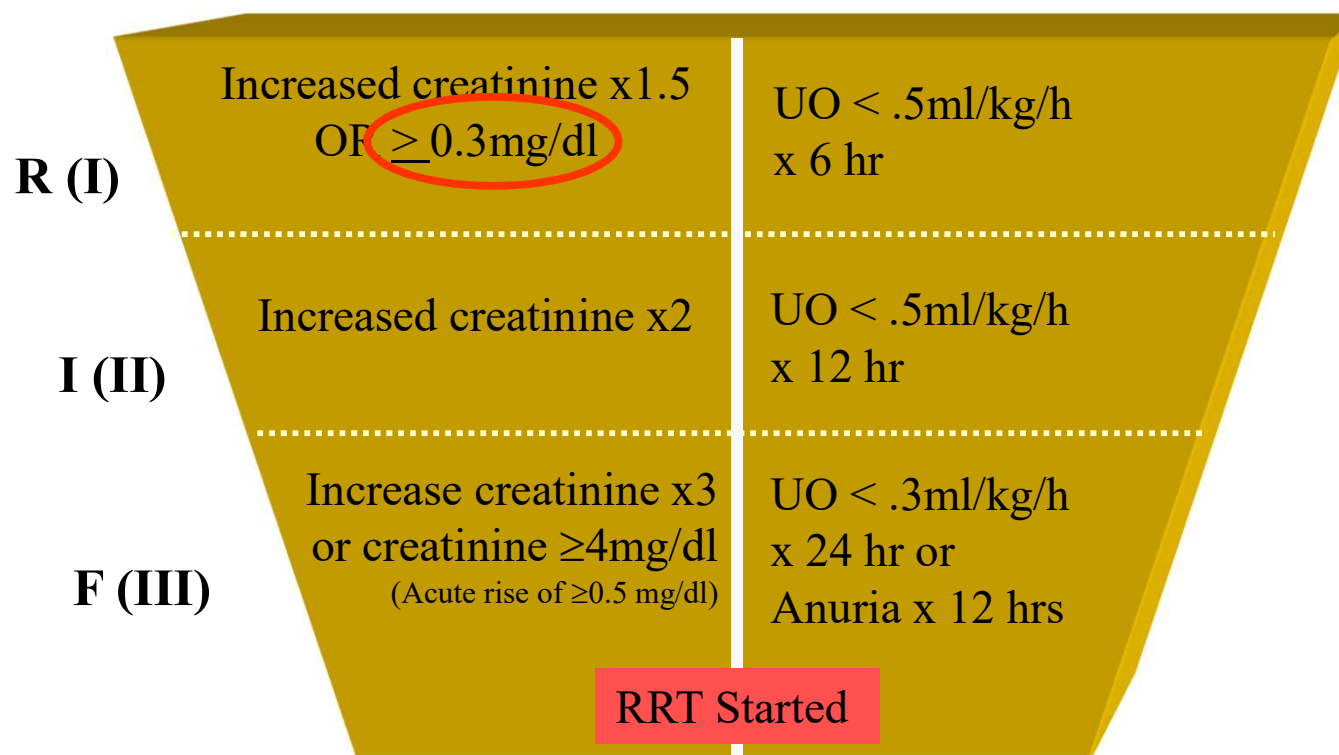 Increased creatinine x1.5
OR > 0.3mg/dl
UO < .5ml/kg/h
x 6 hr
R (I)
Increased creatinine x2
UO < .5ml/kg/h
x 12 hr
I (II)
Increase creatinine x3
or creatinine ≥4mg/dl
(Acute rise of ≥0.5 mg/dl)
UO < .3ml/kg/h
x 24 hr or
Anuria x 12 hrs
F (III)
RRT Started